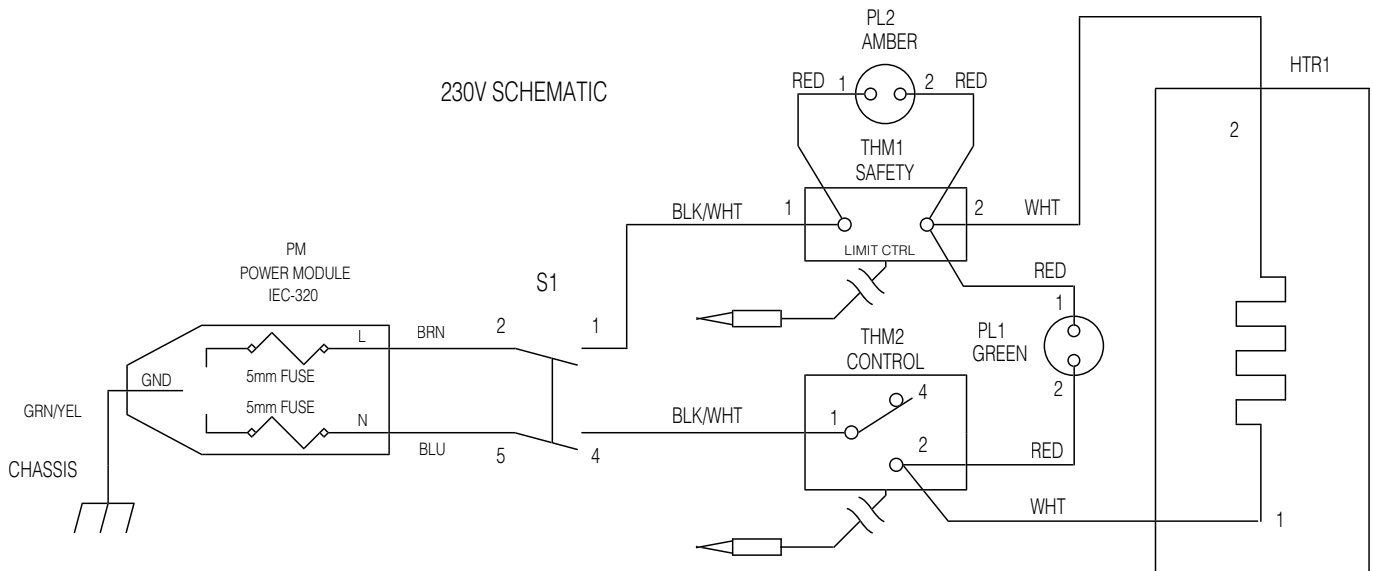 PL2
AMBER
HTR1
230V SCHEMATIC
RED 1 2 RED
2
THM1
SAFETY
BLK/WHT 1 2 WHT
LIMIT CTRL
PM
POWER MODULE
IEC-320
S1
RED
1
L BRN 2 1
THM2
CONTROL
PL1
GREEN
GND
5mm FUSE
5mm FUSE
GRN/YEL
N
BLU 5 4
BLK/WHT 1 4
2
2
RED
CHASSIS
WHT
1